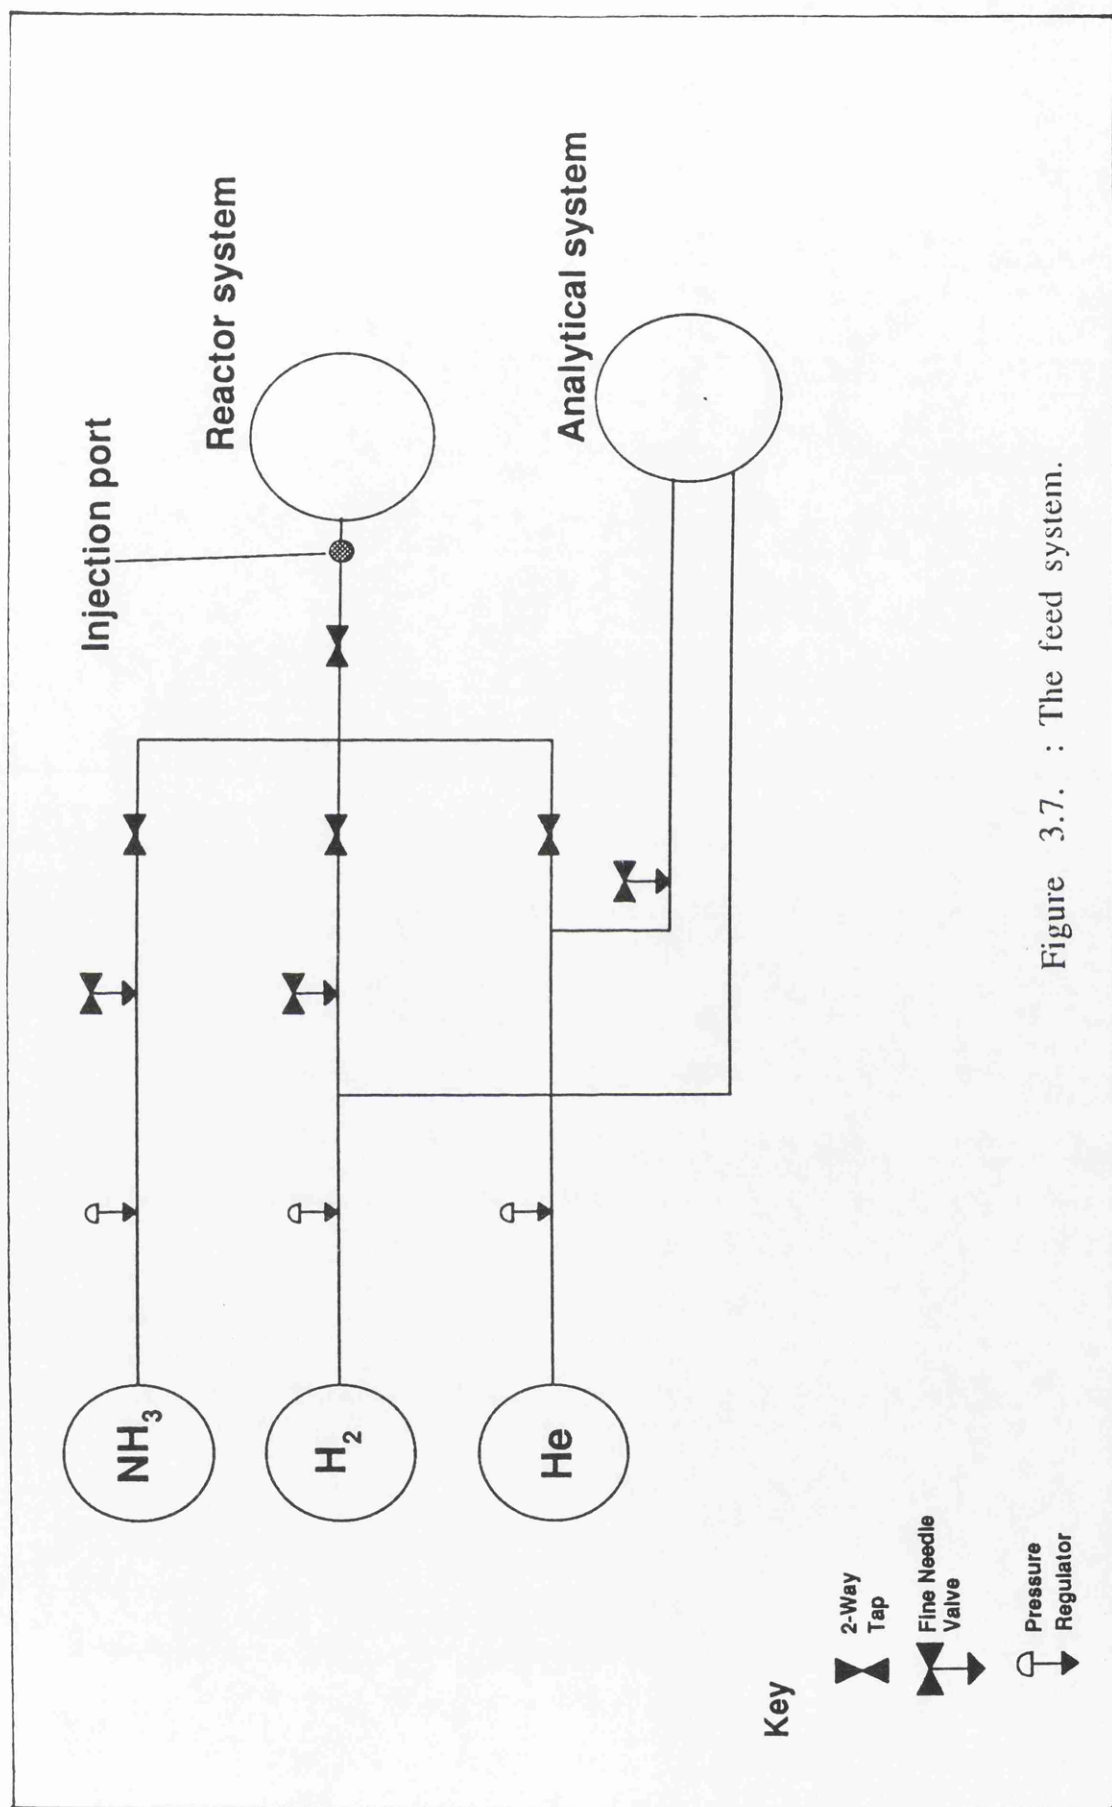 Injection port
Reactor system
Analytical system
NH₃
H₂
He
Key
2-Way
Tap
Fine Needle
Valve
Pressure
Regulator
Figure 3.7. : The feed system.